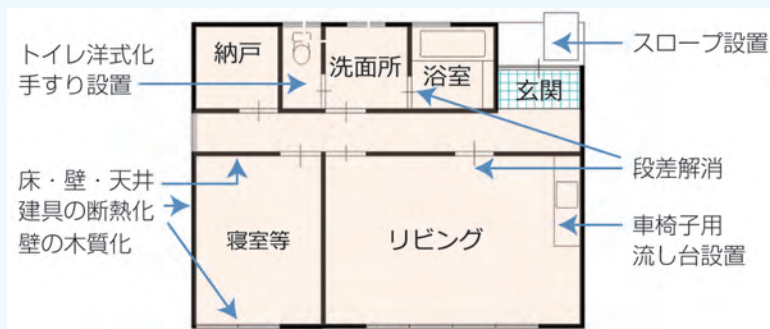 トイレ洋式化
手すり設置
納戸
洗面所
浴室
玄関
スロープ設置
床・壁・天井
建具の断熱化
壁の木質化
寝室等
リビング
段差解消
車椅子用
流し台設置